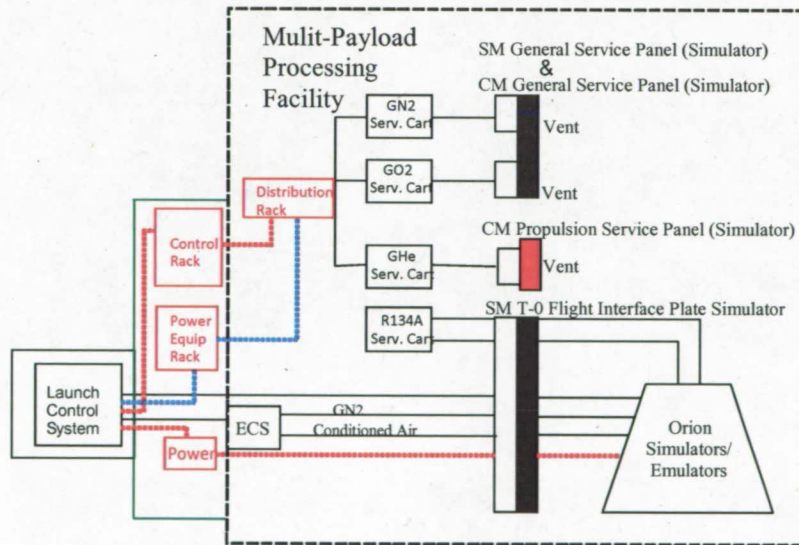 Mulit-Payload
Processing
Facility
SM General Service Panel (Simulator)
&
CM General Service Panel (Simulator)
GN2
Serv. Cart
Vent
GO2
Serv. Cart
Vent
Distribution
Rack
Control
Rack
CM Propulsion Service Panel (Simulator)
GHe
Serv. Cart
Vent
SM T-0 Flight Interface Plate Simulator
R134A
Serv. Cart
Power
Equip
Rack
Launch
Control
System
GN2
ECS
Conditioned Air
Power
Orion
Simulators/
Emulators